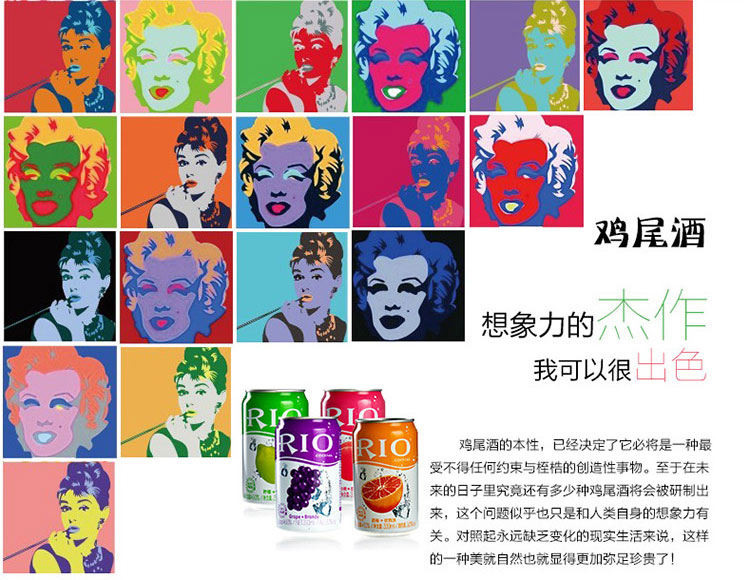 鸡尾酒
想象力的杰作
我可以很出色
RIO
RIO
RIO
RIO
COCKTAIL
Grape + Brandy
鸡尾酒的本性，已经决定了它必将是一种最
受不得任何约束与桎梏的创造性事物。至于在未
来的日子里究竟还有多少种鸡尾酒将会被研制出
来，这个问题似乎也只是和人类自身的想象力有
关。对照起永远缺乏变化的现实生活来说，这样
的一种美就自然也就显得更加弥足珍贵了！